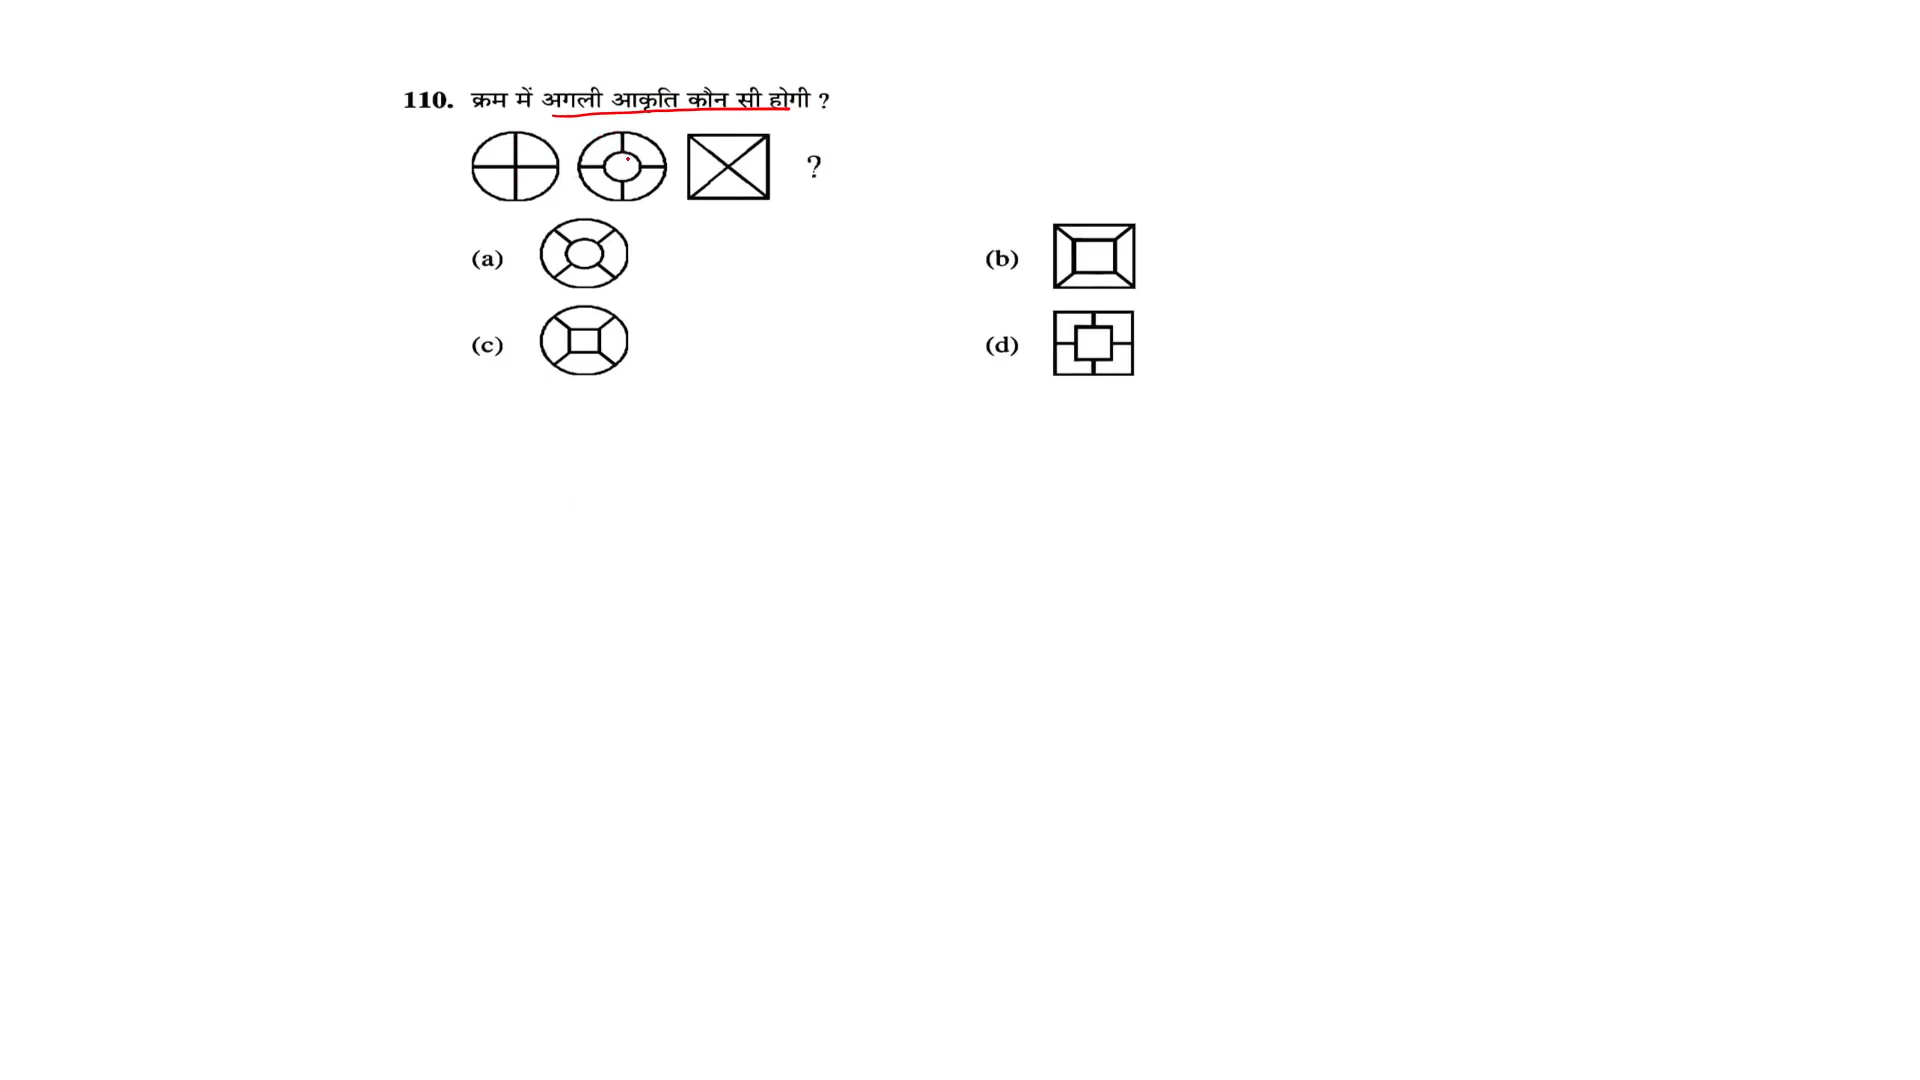 110. क्रम में अगली आकृति कौन सी होगी ?
?
(a) (b)
(c) (d)